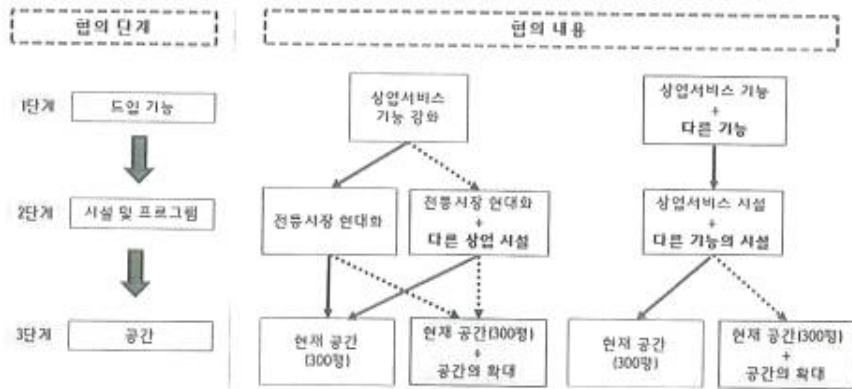 협의 단계
협의 내용
1단계
도입 기능
상업서비스
기능 강화
상업서비스 기능
+
다른 기능
2단계
시설 및 프로그램
전통시장 현대화
전통시장 현대화
+
다른 상업 시설
상업서비스 시설
+
다른 기능의 시설
3단계
공간
현재 공간
(300평)
현재 공간(300평)
+
공간의 확대
현재 공간
(300평)
현재 공간(300평)
+
공간의 확대